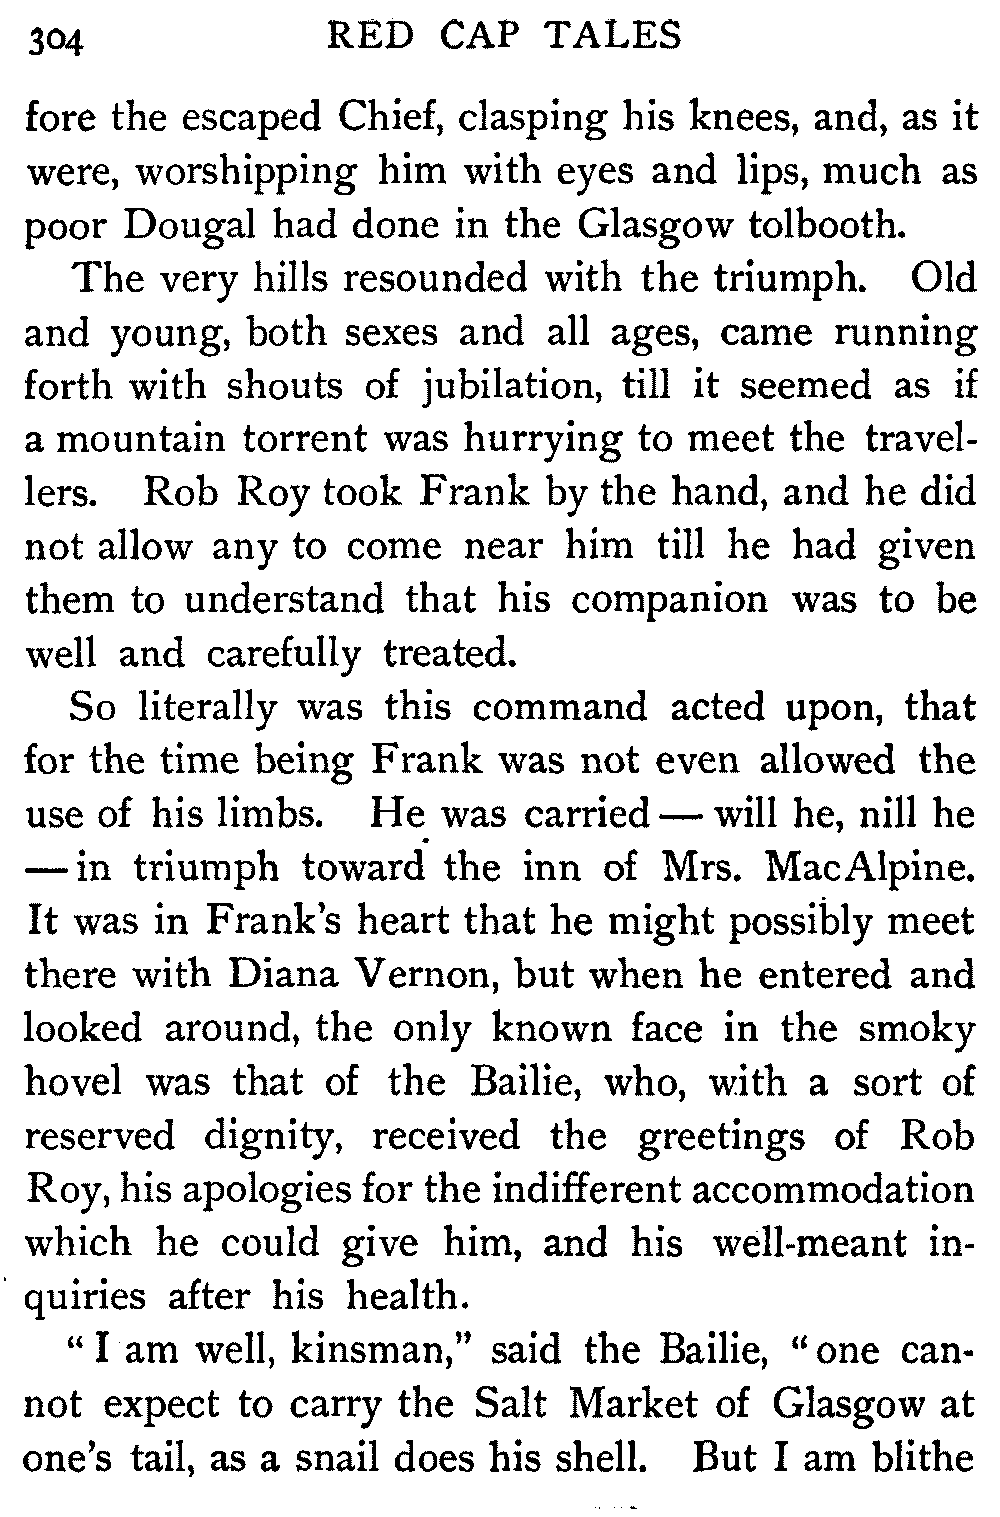 304 RED CAP TALES
fore the escaped Chief, clasping his knees, and, as it
were, worshipping him with eyes and lips, much as
poor Dougal had done in the Glasgow tolbooth.
The very hills resounded with the triumph. Old
and young, both sexes and all ages, came running
forth with shouts of jubilation, till it seemed as if
a mountain torrent was hurrying to meet the travel-
lers. Rob Roy took Frank by the hand, and he did
not allow any to come near him till he had given
them to understand that his companion was to be
well and carefully treated.
So literally was this command acted upon, that
for the time being Frank was not even allowed the
use of his limbs. He was carried — will he, nill he
— in triumph toward the inn of Mrs. MacAlpine.
It was in Frank's heart that he might possibly meet
there with Diana Vernon, but when he entered and
looked around, the only known face in the smoky
hovel was that of the Bailie, who, with a sort of
reserved dignity, received the greetings of Rob
Roy, his apologies for the indifferent accommodation
which he could give him, and his well-meant in-
quiries after his health.
"I am well, kinsman," said the Bailie, "one can-
not expect to carry the Salt Market of Glasgow at
one's tail, as a snail does his shell. But I am blithe